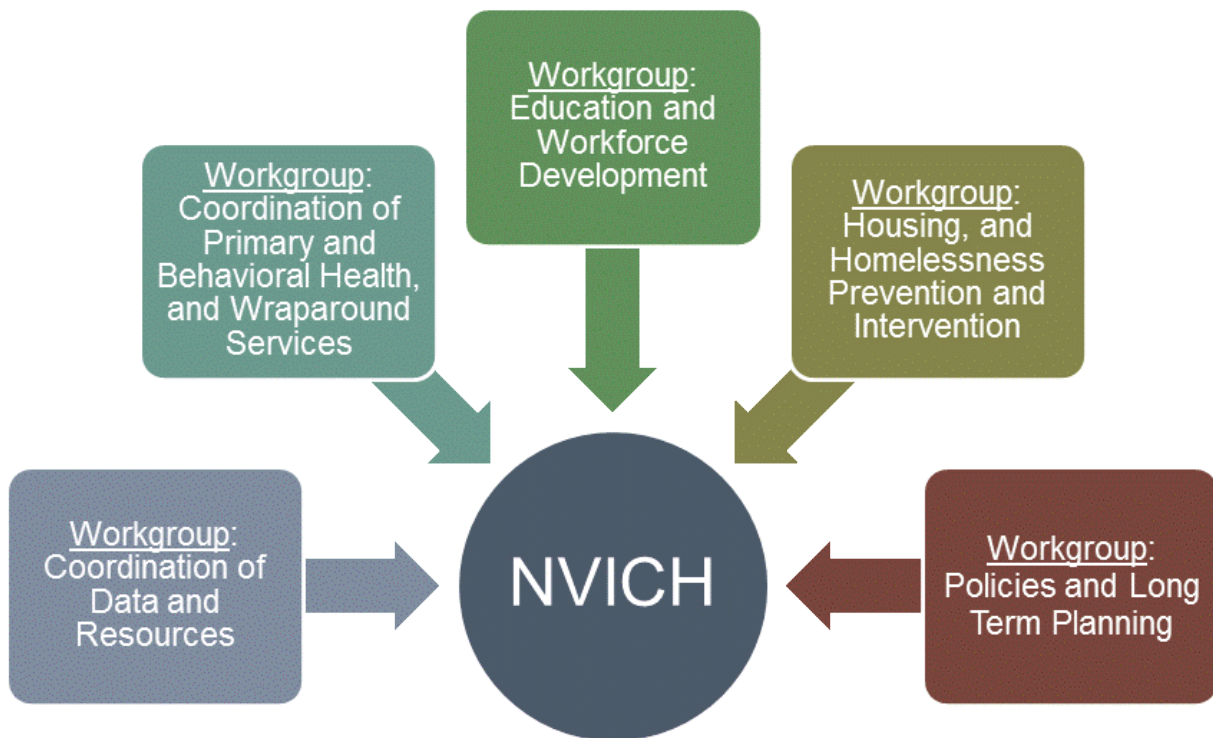 Workgroup:
Education and
Workforce
Development
Workgroup:
Coordination of
Primary and
Behavioral Health,
and Wraparound
Services
Workgroup:
Housing, and
Homelessness
Prevention and
Intervention
Workgroup:
Coordination of
Data and
Resources
NVICH
Workgroup:
Policies and Long
Term Planning